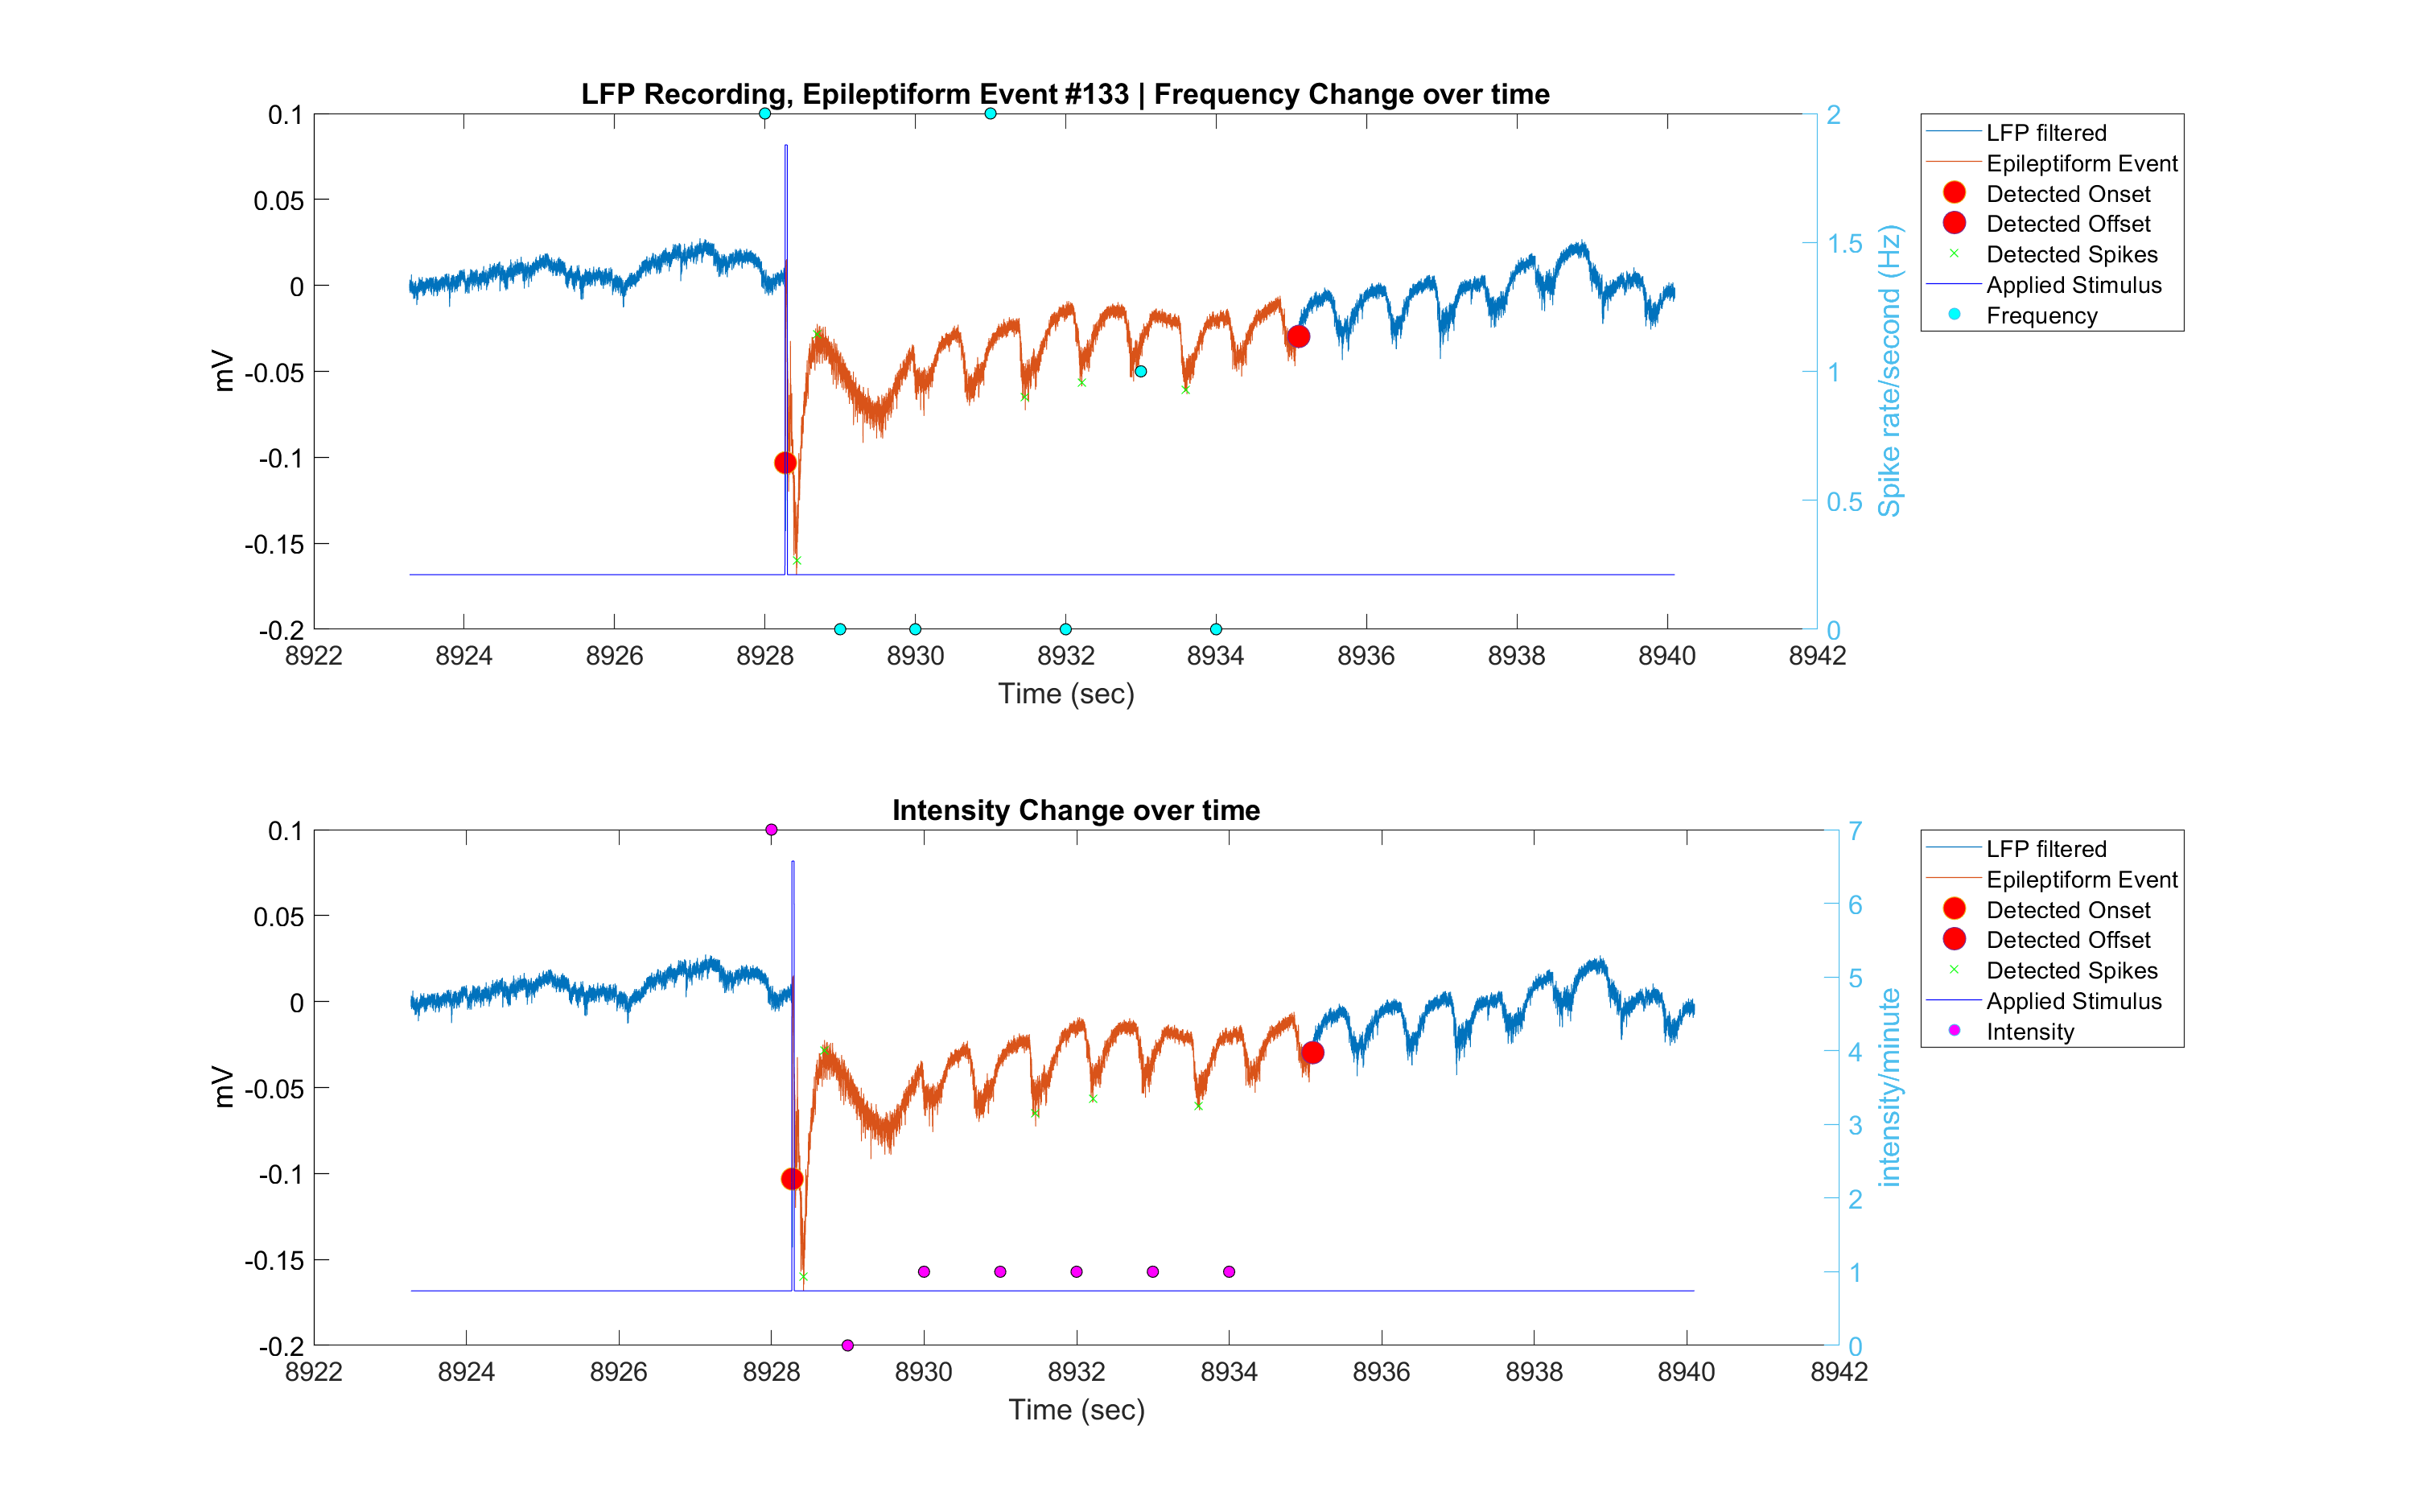 LFP Recording, Epileptiform Event #133 | Frequency Change over time
0.1
0.05
0
-0.05
-0.1
-0.15
-0.2
mV
8922 8924 8926 8928 8930 8932 8934 8936 8938 8940 8942
Time (sec)
2
1.5
1
0.5
0
Spike rate/second (Hz)
LFP filtered
Epileptiform Event
Detected Onset
Detected Offset
Detected Spikes
Applied Stimulus
Frequency
Intensity Change over time
0.1
0.05
0
-0.05
-0.1
-0.15
-0.2
mV
8922 8924 8926 8928 8930 8932 8934 8936 8938 8940 8942
Time (sec)
7
6
5
4
3
2
1
0
intensity/minute
LFP filtered
Epileptiform Event
Detected Onset
Detected Offset
Detected Spikes
Applied Stimulus
Intensity